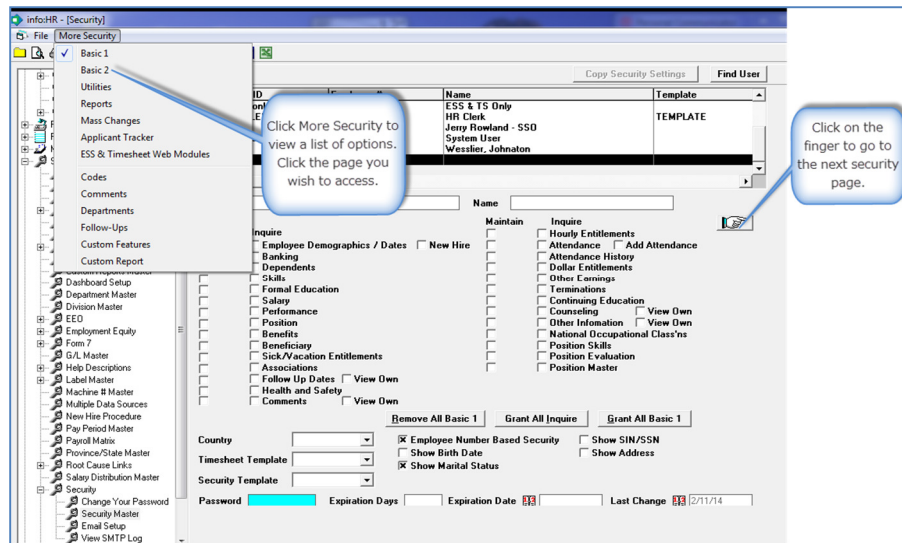 info:HR - [Security]
File More Security
Basic 1
Basic 2
Utilities
Reports
Mass Changes
Applicant Tracker
ESS & Timesheet Web Modules
Codes
Comments
Departments
Follow-Ups
Custom Features
Custom Report
Copy Security Settings Find User
ID Name Template
ESS & TS Only
HR Clerk TEMPLATE
Jerry Rowland - SSO
System User
Wesslier, Johnaton
Click More Security to
view a list of options.
Click the page you
wish to access.
Click on the
finger to go to
the next security
page.
Name
Maintain Inquire
Inquire
Employee Demographics / Dates New Hire
Banking
Dependents
Skills
Formal Education
Salary
Performance
Position
Benefits
Beneficiary
Sick/Vacation Entitlements
Associations
Follow Up Dates View Own
Health and Safety
Comments View Own
Hourly Entitlements
Attendance Add Attendance
Attendance History
Dollar Entitlements
Other Earnings
Terminations
Continuing Education
Counseling View Own
Other Infomation View Own
National Occupational Class'ns
Position Skills
Position Evaluation
Position Master
Remove All Basic 1 Grant All Inquire Grant All Basic 1
Country
Timesheet Template
Security Template
Employee Number Based Security Show SIN/SSN
Show Birth Date Show Address
Show Marital Status
Password Expiration Days Expiration Date Last Change 2/11/14
Custom Reports Master
Dashboard Setup
Department Master
Division Master
EEO
Employment Equity
Form 7
G/L Master
Help Descriptions
Label Master
Machine # Master
Multiple Data Sources
New Hire Procedure
Pay Period Master
Payroll Matrix
Province/State Master
Root Cause Links
Salary Distribution Master
Security
Change Your Password
Security Master
Email Setup
View SMTP Log